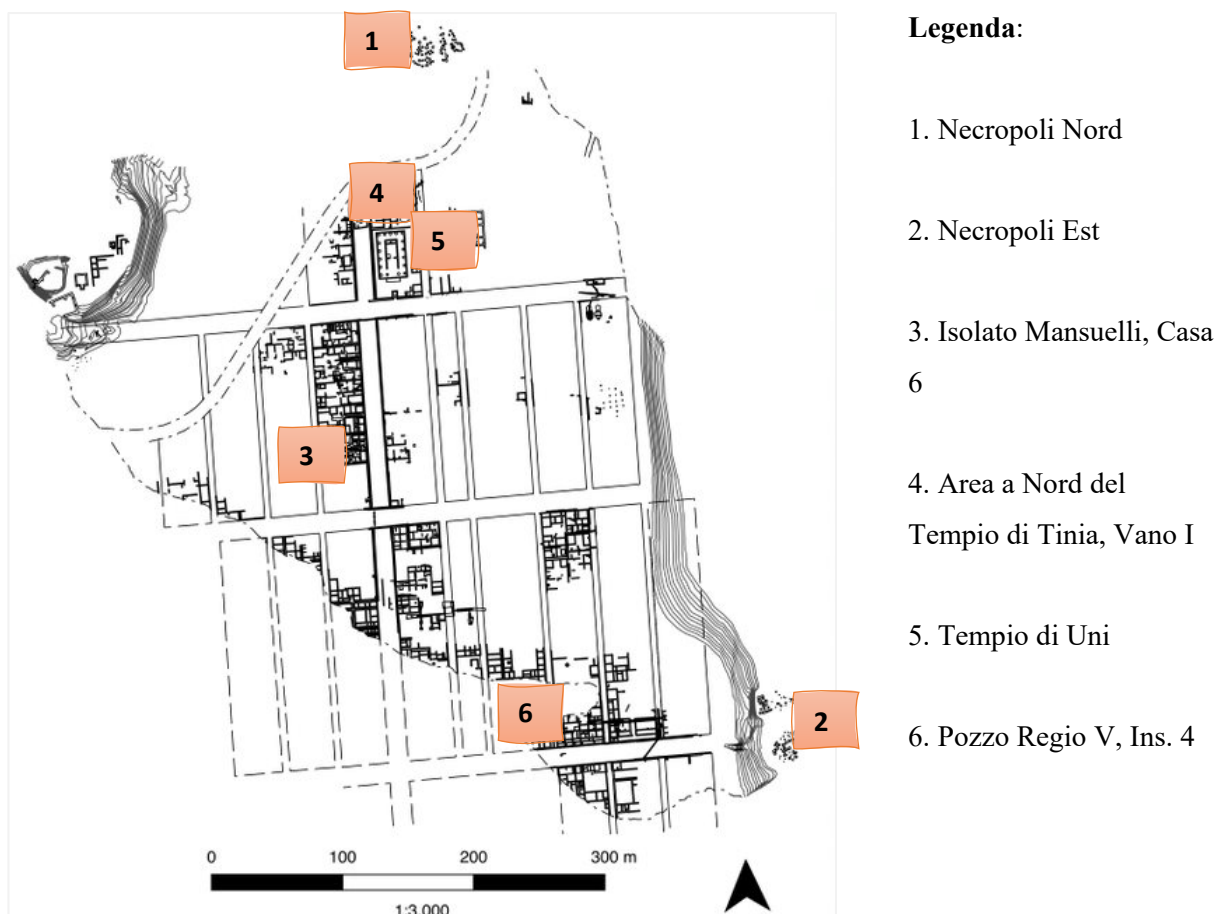 1
4
5
3
6
2
0 100 200 300 m
1:3.000
Legenda:
1. Necropoli Nord
2. Necropoli Est
3. Isolato Mansuelli, Casa
6
4. Area a Nord del
Tempio di Tinia, Vano I
5. Tempio di Uni
6. Pozzo Regio V, Ins. 4